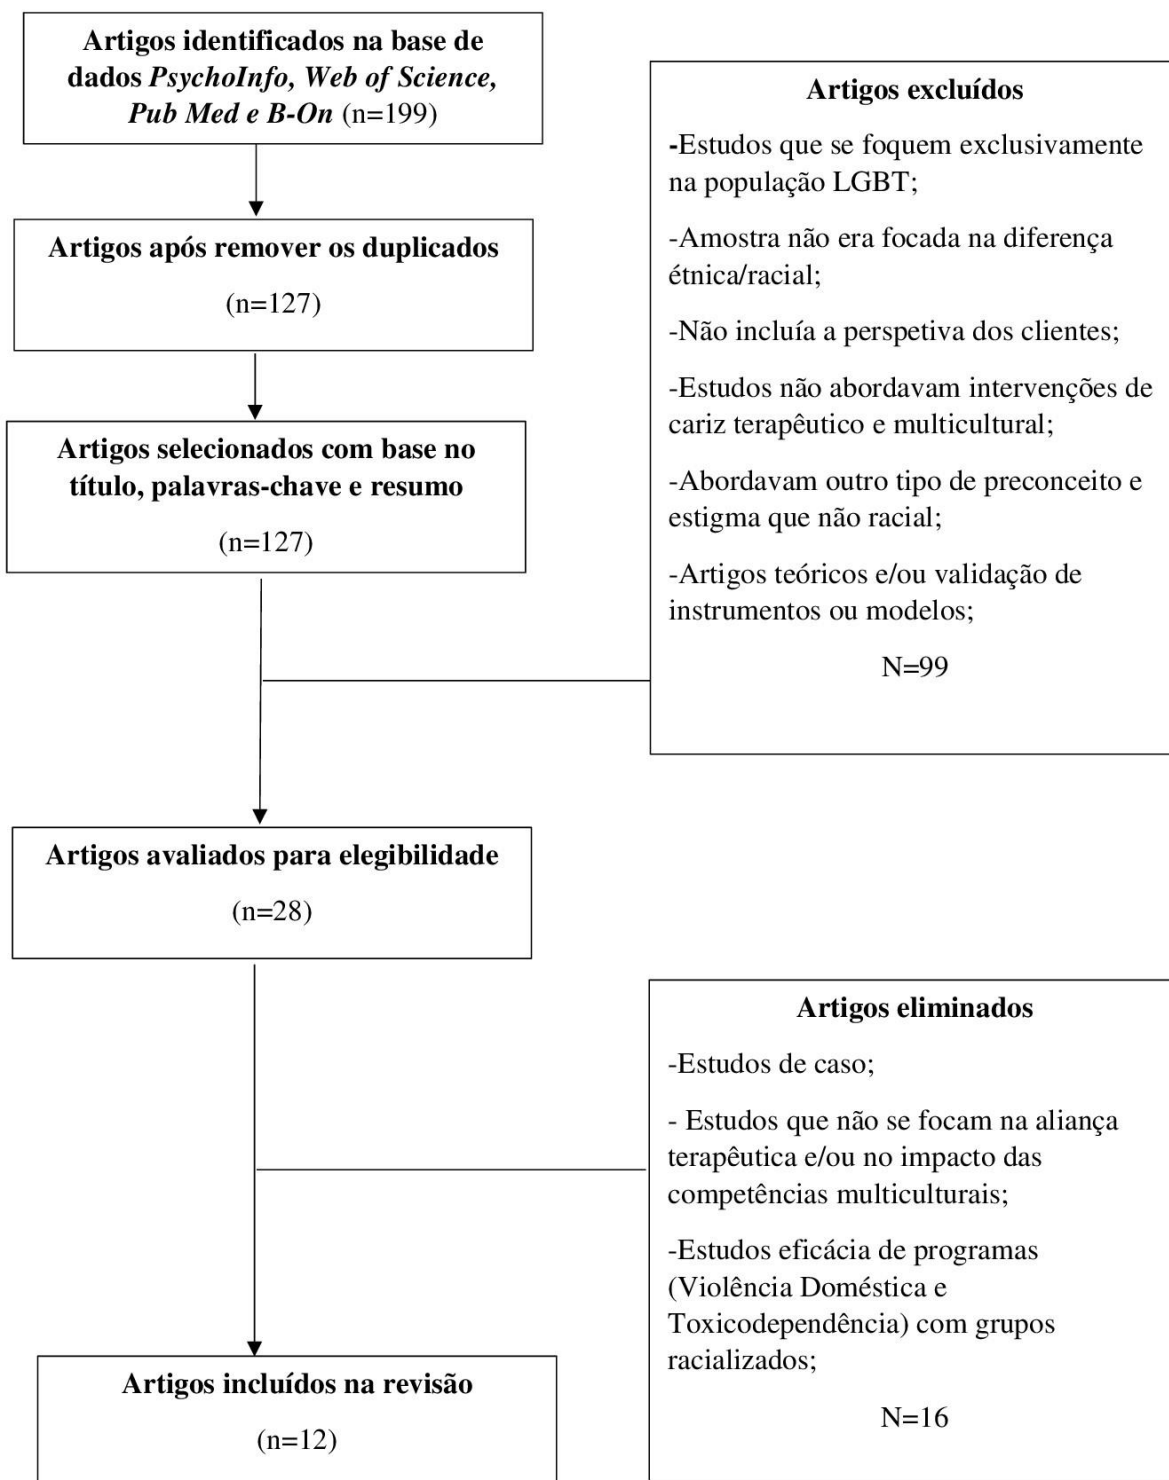 Artigos identificados na base de
dados PsychoInfo, Web of Science,
Pub Med e B-On (n=199)
Artigos após remover os duplicados
(n=127)
Artigos selecionados com base no
título, palavras-chave e resumo
(n=127)
Artigos excluídos
-Estudos que se foquem exclusivamente
na população LGBT;
-Amostra não era focada na diferença
étnica/racial;
-Não incluía a perspetiva dos clientes;
-Estudos não abordavam intervenções de
cariz terapêutico e multicultural;
-Abordavam outro tipo de preconceito e
estigma que não racial;
-Artigos teóricos e/ou validação de
instrumentos ou modelos;
N=99
Artigos avaliados para elegibilidade
(n=28)
Artigos eliminados
-Estudos de caso;
- Estudos que não se focam na aliança
terapêutica e/ou no impacto das
competências multiculturais;
-Estudos eficácia de programas
(Violência Doméstica e
Toxicodependência) com grupos
racializados;
N=16
Artigos incluídos na revisão
(n=12)